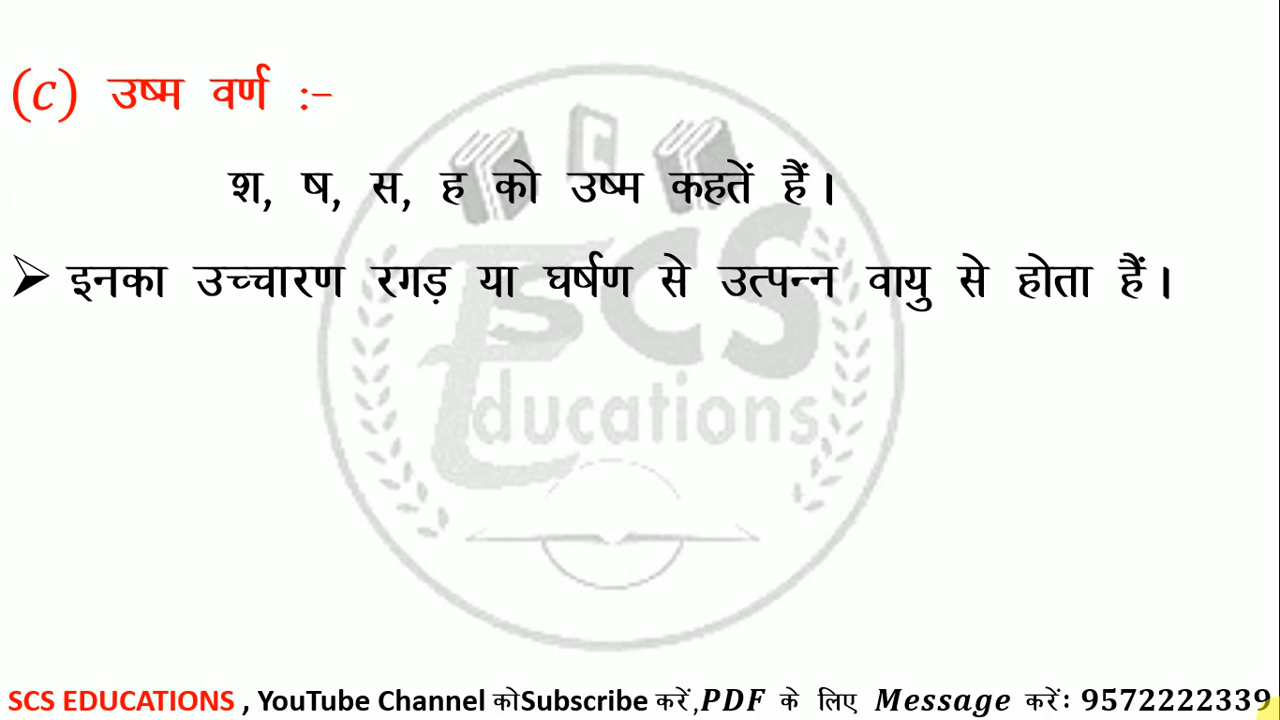 (c) उष्म वर्ण :-
श, ष, स, ह को उष्म कहतें हैं।
➢ इनका उच्चारण रगड़ या घर्षण से उत्पन्न वायु से होता हैं।
SCS
Educations
SCS EDUCATIONS , YouTube Channel कोSubscribe करें,PDF के लिए Message करें: 9572222339